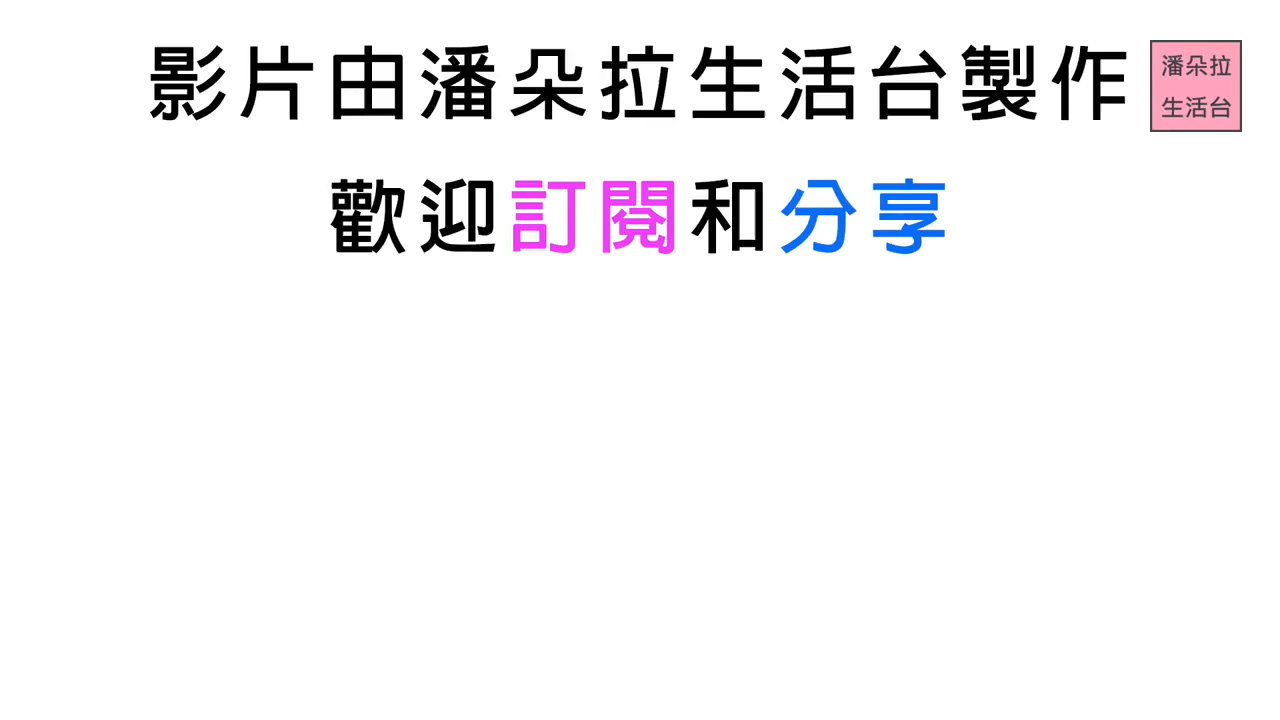 影片由潘朵拉生活台製作
潘朵拉
生活台
歡迎訂閱和分享